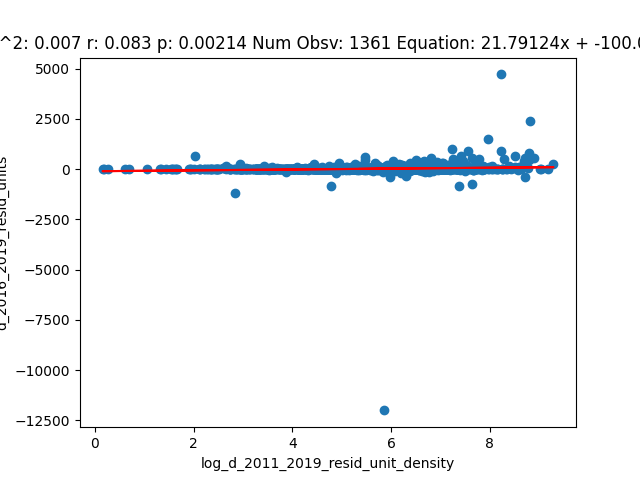 ^2: 0.007 r: 0.083 p: 0.00214 Num Obsv: 1361 Equation: 21.79124x + -100.0
5000
2500
0
−2500
−5000
−7500
−10000
−12500
d_2016_2019_resid_units
0 2 4 6 8
log_d_2011_2019_resid_unit_density